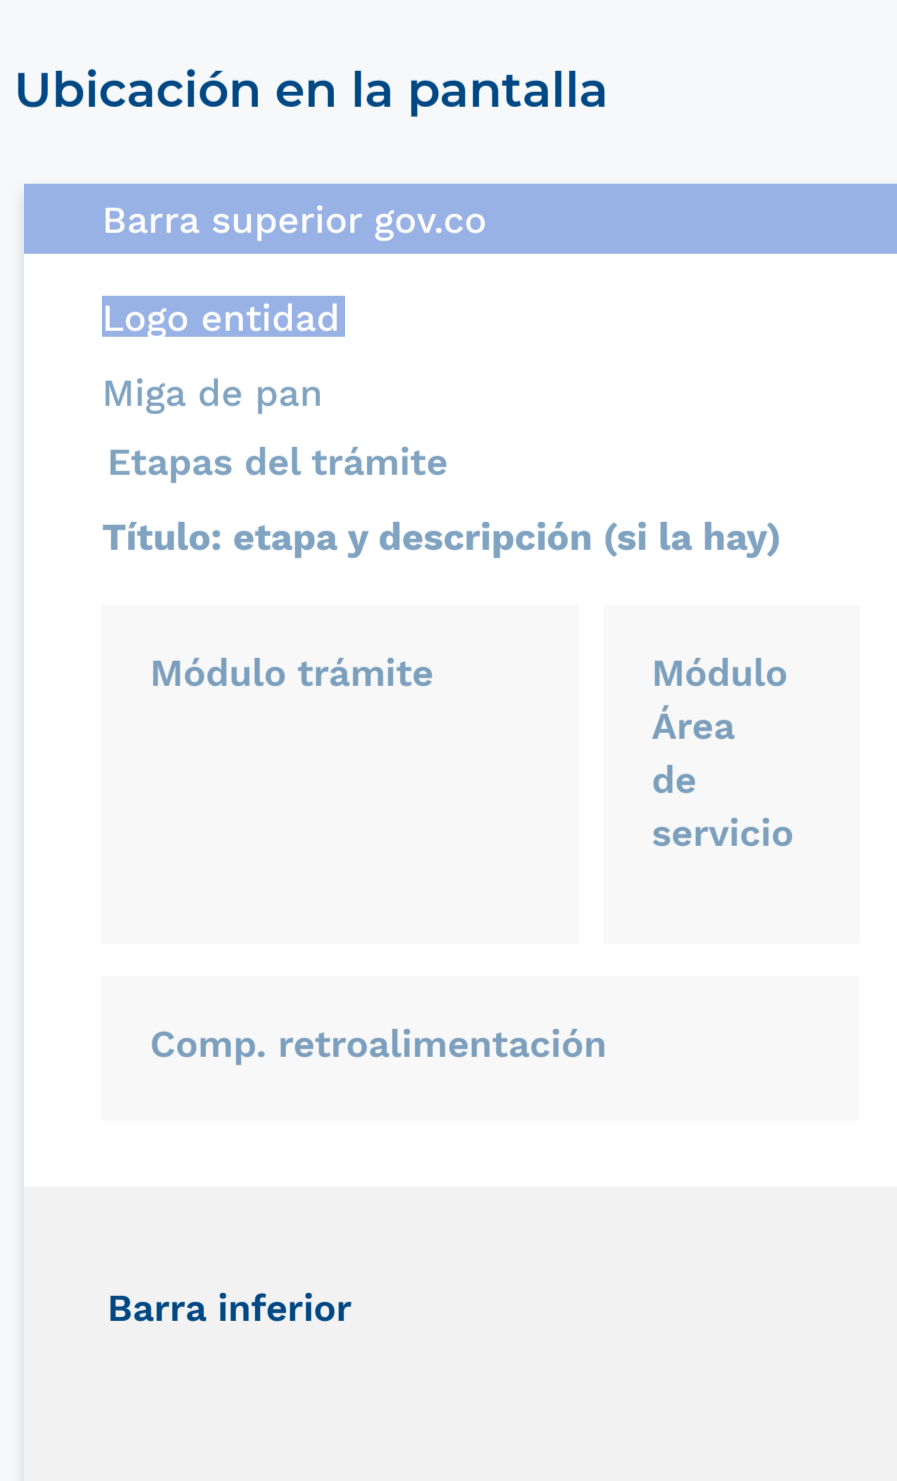 Ubicación en la pantalla
Barra superior gov.co
Logo entidad
Miga de pan
Etapas del trámite
Título: etapa y descripción (si la hay)
Módulo trámite
Módulo
Área
de
servicio
Comp. retroalimentación
Barra inferior